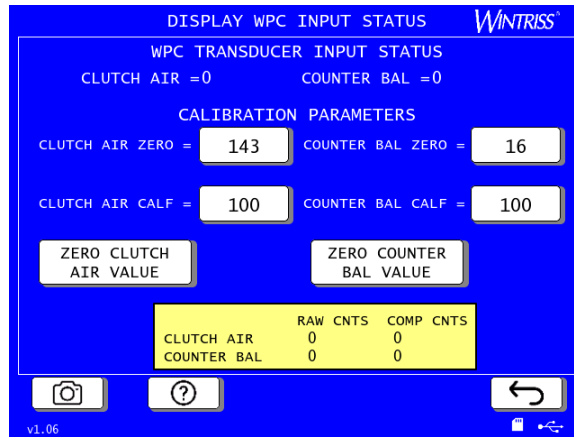 DISPLAY WPC INPUT STATUS WINTRISS
WPC TRANSDUCER INPUT STATUS
CLUTCH AIR =0 COUNTER BAL =0
CALIBRATION PARAMETERS
CLUTCH AIR ZERO = 143 COUNTER BAL ZERO = 16
CLUTCH AIR CALF = 100 COUNTER BAL CALF = 100
ZERO CLUTCH
AIR VALUE
ZERO COUNTER
BAL VALUE
RAW CNTS COMP CNTS
CLUTCH AIR 0 0
COUNTER BAL 0 0
v1.06